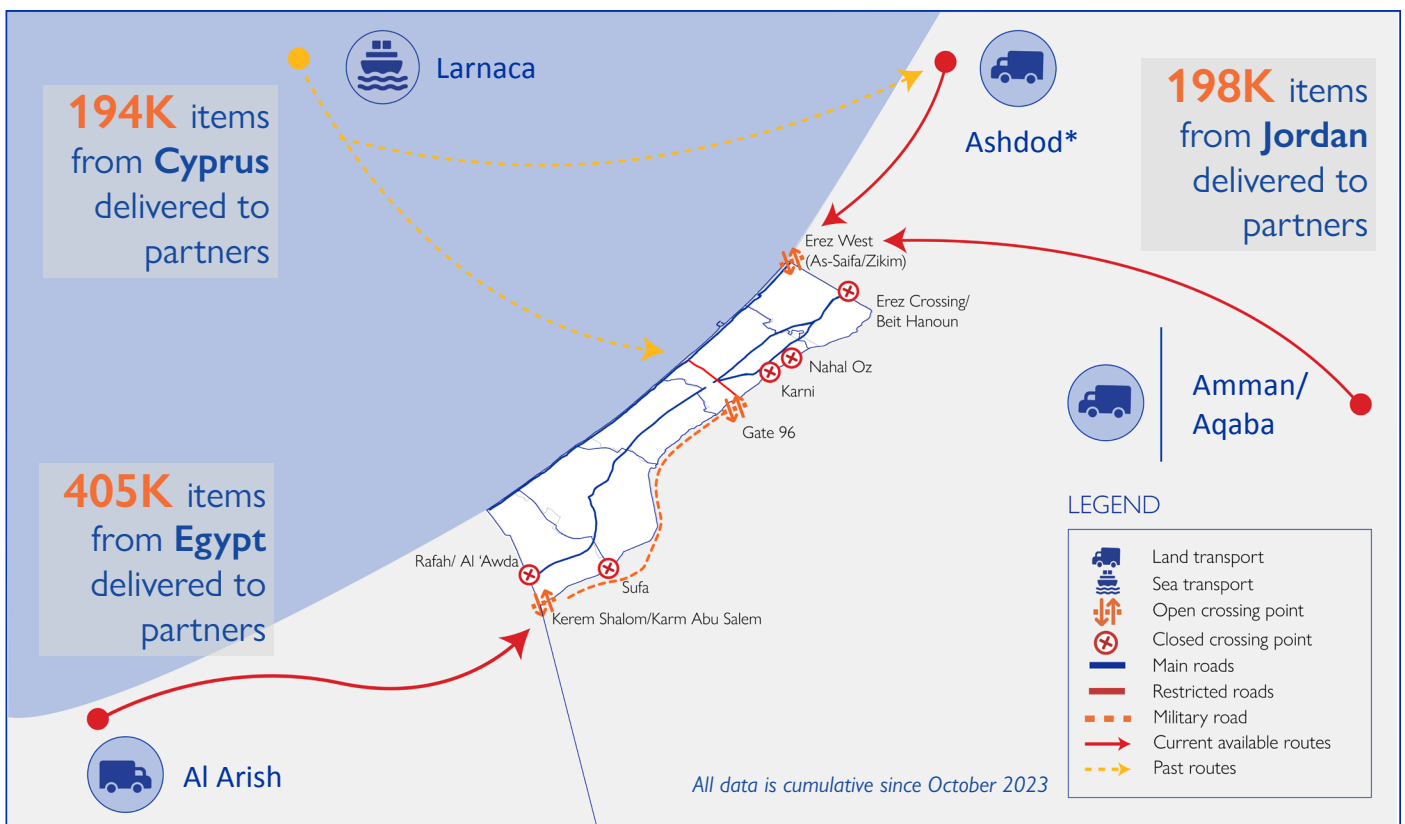 Larnaca
194K items
from Cyprus
delivered to
partners
Ashdod*
198K items
from Jordan
delivered to
partners
Erez West
(As-Saifa/Zikim)
Erez Crossing/
Beit Hanoun
Nahal Oz
Karni
Gate 96
Amman/
Aqaba
405K items
from Egypt
delivered to
partners
Rafah/ Al ‘Awda
Sufa
Kerem Shalom/Karm Abu Salem
Al Arish
All data is cumulative since October 2023
LEGEND
Land transport
Sea transport
Open crossing point
Closed crossing point
Main roads
Restricted roads
Military road
Current available routes
Past routes